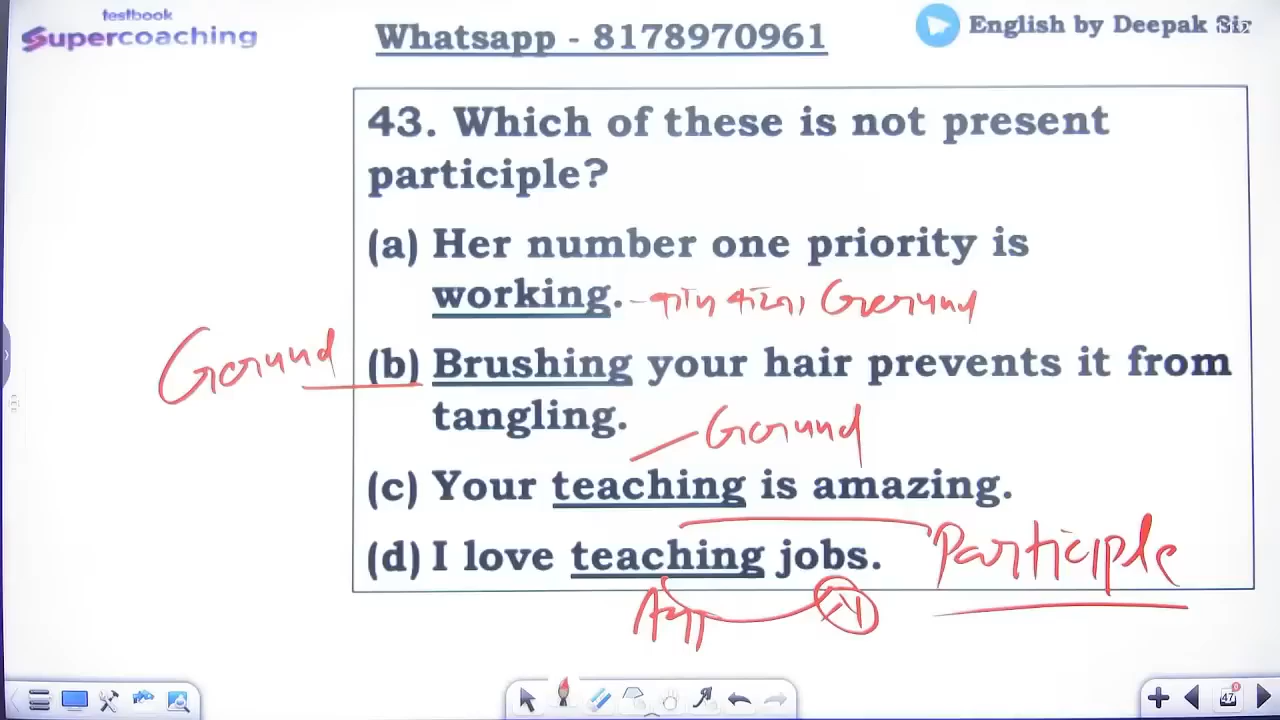 testbook
Supercoaching
Whatsapp - 8178970961
English by Deepak Sir
43. Which of these is not present
participle?
(a) Her number one priority is
working. Gerund
Gerund (b) Brushing your hair prevents it from
tangling.
Gerund
(c) Your teaching is amazing.
(d) I love teaching jobs. Participle
47